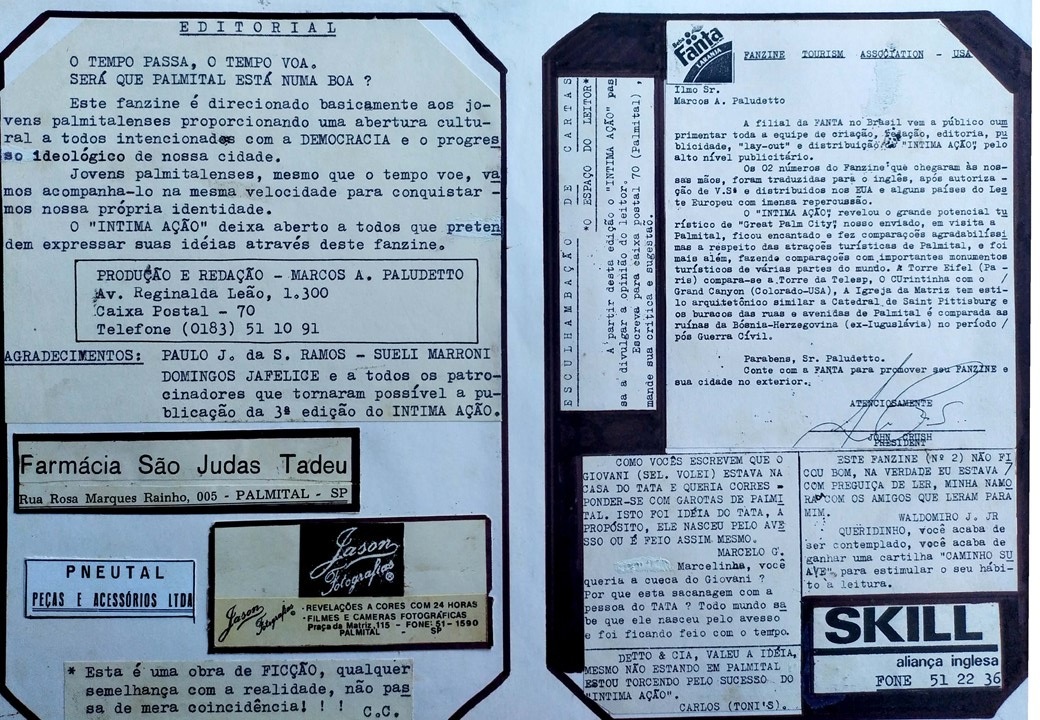 EDITORIAL
O TEMPO PASSA, O TEMPO VOA.
SERÁ QUE PALMITAL ESTÁ NUMA BOA ?
Este fanzine é direcionado basicamente aos jo-
vens palmitalenses proporcionando uma abertura cultu-
ral a todos intencionados com a DEMOCRACIA e o progres
so ideológico de nossa cidade.
Jovens palmitalenses, mesmo que o tempo voe, va
mos acompanha-lo na mesma velocidade para conquistar -
mos nossa própria identidade.
O "INTIMA AÇÃO" deixa aberto a todos que preten
dem expressar suas idéias através deste fanzine.
PRODUÇÃO E REDAÇÃO - MARCOS A. PALUDETTO
Av. Reginalda Leão, 1.300
Caixa Postal - 70
Telefone (0183) 51 10 91
AGRADECIMENTOS: PAULO J. da S. RAMOS - SUELI MARRONI
DOMINGOS JAFELICE e a todos os patro-
cinadores que tornaram possível a pu-
blicação da 3ª edição do INTIMA AÇÃO.
Farmácia São Judas Tadeu
Rua Rosa Marques Rainho, 005 - PALMITAL - SP
PNEUTAL
PEÇAS E ACESSÓRIOS LTDA
Jason
Fotografias
Jason
Fotografias
· REVELAÇÕES A CORES COM 24 HORAS
· FILMES E CAMERAS FOTOGRÁFICAS
Praça da Matriz, 115 - FONE: 51 - 1590
PALMITAL - SP
* Esta é uma obra de FICÇÃO, qualquer
semelhança com a realidade, não pas
sa de mera coincidência! ! ! C.C.
ESCULHAMBAÇÃO DE CARTAS
*O ESPAÇO DO LEITOR*
A partir desta edição o "INTIMA AÇÃO" pas
sa a divulgar a opinião do leitor.
Escreva para caixa postal 70 (Palmital),
mande sua crítica e sugestão.
Fanta
LARANJA
FANZINE TOURISM ASSOCIATION - USA
Ilmo Sr.
Marcos A. Paludetto
A filial da FANTA no Brasil vem a público cum
primentar toda a equipe de criação, redação, editoria, pu
blicidade, "lay-out" e distribuição do "INTIMA AÇÃO", pelo
alto nível publicitário.
Os 02 números do Fanzine que chegaram às nos-
sas mãos, foram traduzidas para o inglês, após autoriza -
ção de V.Sª e distribuidos nos EUA e alguns países do Les
te Europeu com imensa repercussão.
O "INTIMA AÇÃO", revelou o grande potencial tu
rístico de "Great Palm City", nosso enviado, em visita a
Palmital, ficou encantado e fez comparações agradabilíssi
mas a respeito das atrações turísticas de Palmital, e foi
mais além, fazendo comparações com importantes monumentos
turísticos de várias partes do mundo. A Torre Eifel (Pa -
ris) compara-se a Torre da Telesp, O CUrintinha com o /
Grand Canyon (Colorado-USA), A Igreja da Matriz tem esti-
lo arquitetônico similar a Catedral de Saint Pittisburg e
os buracos das ruas e avenidas de Palmital é comparada as
ruínas da Bósnia-Herzegovina (ex-Iuguslávia) no período /
pós Guerra Civil.
Parabens, Sr. Paludetto.
Conte com a FANTA para promover seu FANZINE e
sua cidade no exterior.
ATENCIOSAMENTE
JOHN CRUSH
PRESIDENT
COMO VOCÊS ESCREVEM QUE O
GIOVANI (SEL. VOLEI) ESTAVA NA
CASA DO TATA E QUERIA CORRES -
PONDER-SE COM GAROTAS DE PALMI
TAL. ISTO FOI IDÉIA DO TATA, A
PROPÓSITO, ELE NASCEU PELO AVE
SSO OU É FEIO ASSIM MESMO.
MARCELO G.
Marcelinha, você
queria a cueca do Giovani ?
Por que esta sacanagem com a
pessoa do TATA ? Todo mundo sa
be que ele nasceu pelo avesso
e foi ficando feio com o tempo.
DETTO & CIA, VALEU A IDÉIA,
MESMO NÃO ESTANDO EM PALMITAL
ESTOU TORCENDO PELO SUCESSO DO
"INTIMA AÇÃO".
CARLOS (TONI'S).
ESTE FANZINE (Nº 2) NÃO FI
COU BOM, NA VERDADE EU ESTAVA /
COM PREGUIÇA DE LER, MINHA NAMO
RA COM OS AMIGOS QUE LERAM PARA
MIM.
WALDOMIRO J. JR
QUERIDINHO, você acaba de
ser contemplado, você acaba de
ganhar uma cartilha "CAMINHO SU
AVE", para estimular o seu hábi-
to à leitura.
SKILL
aliança inglesa
FONE 51 22 36